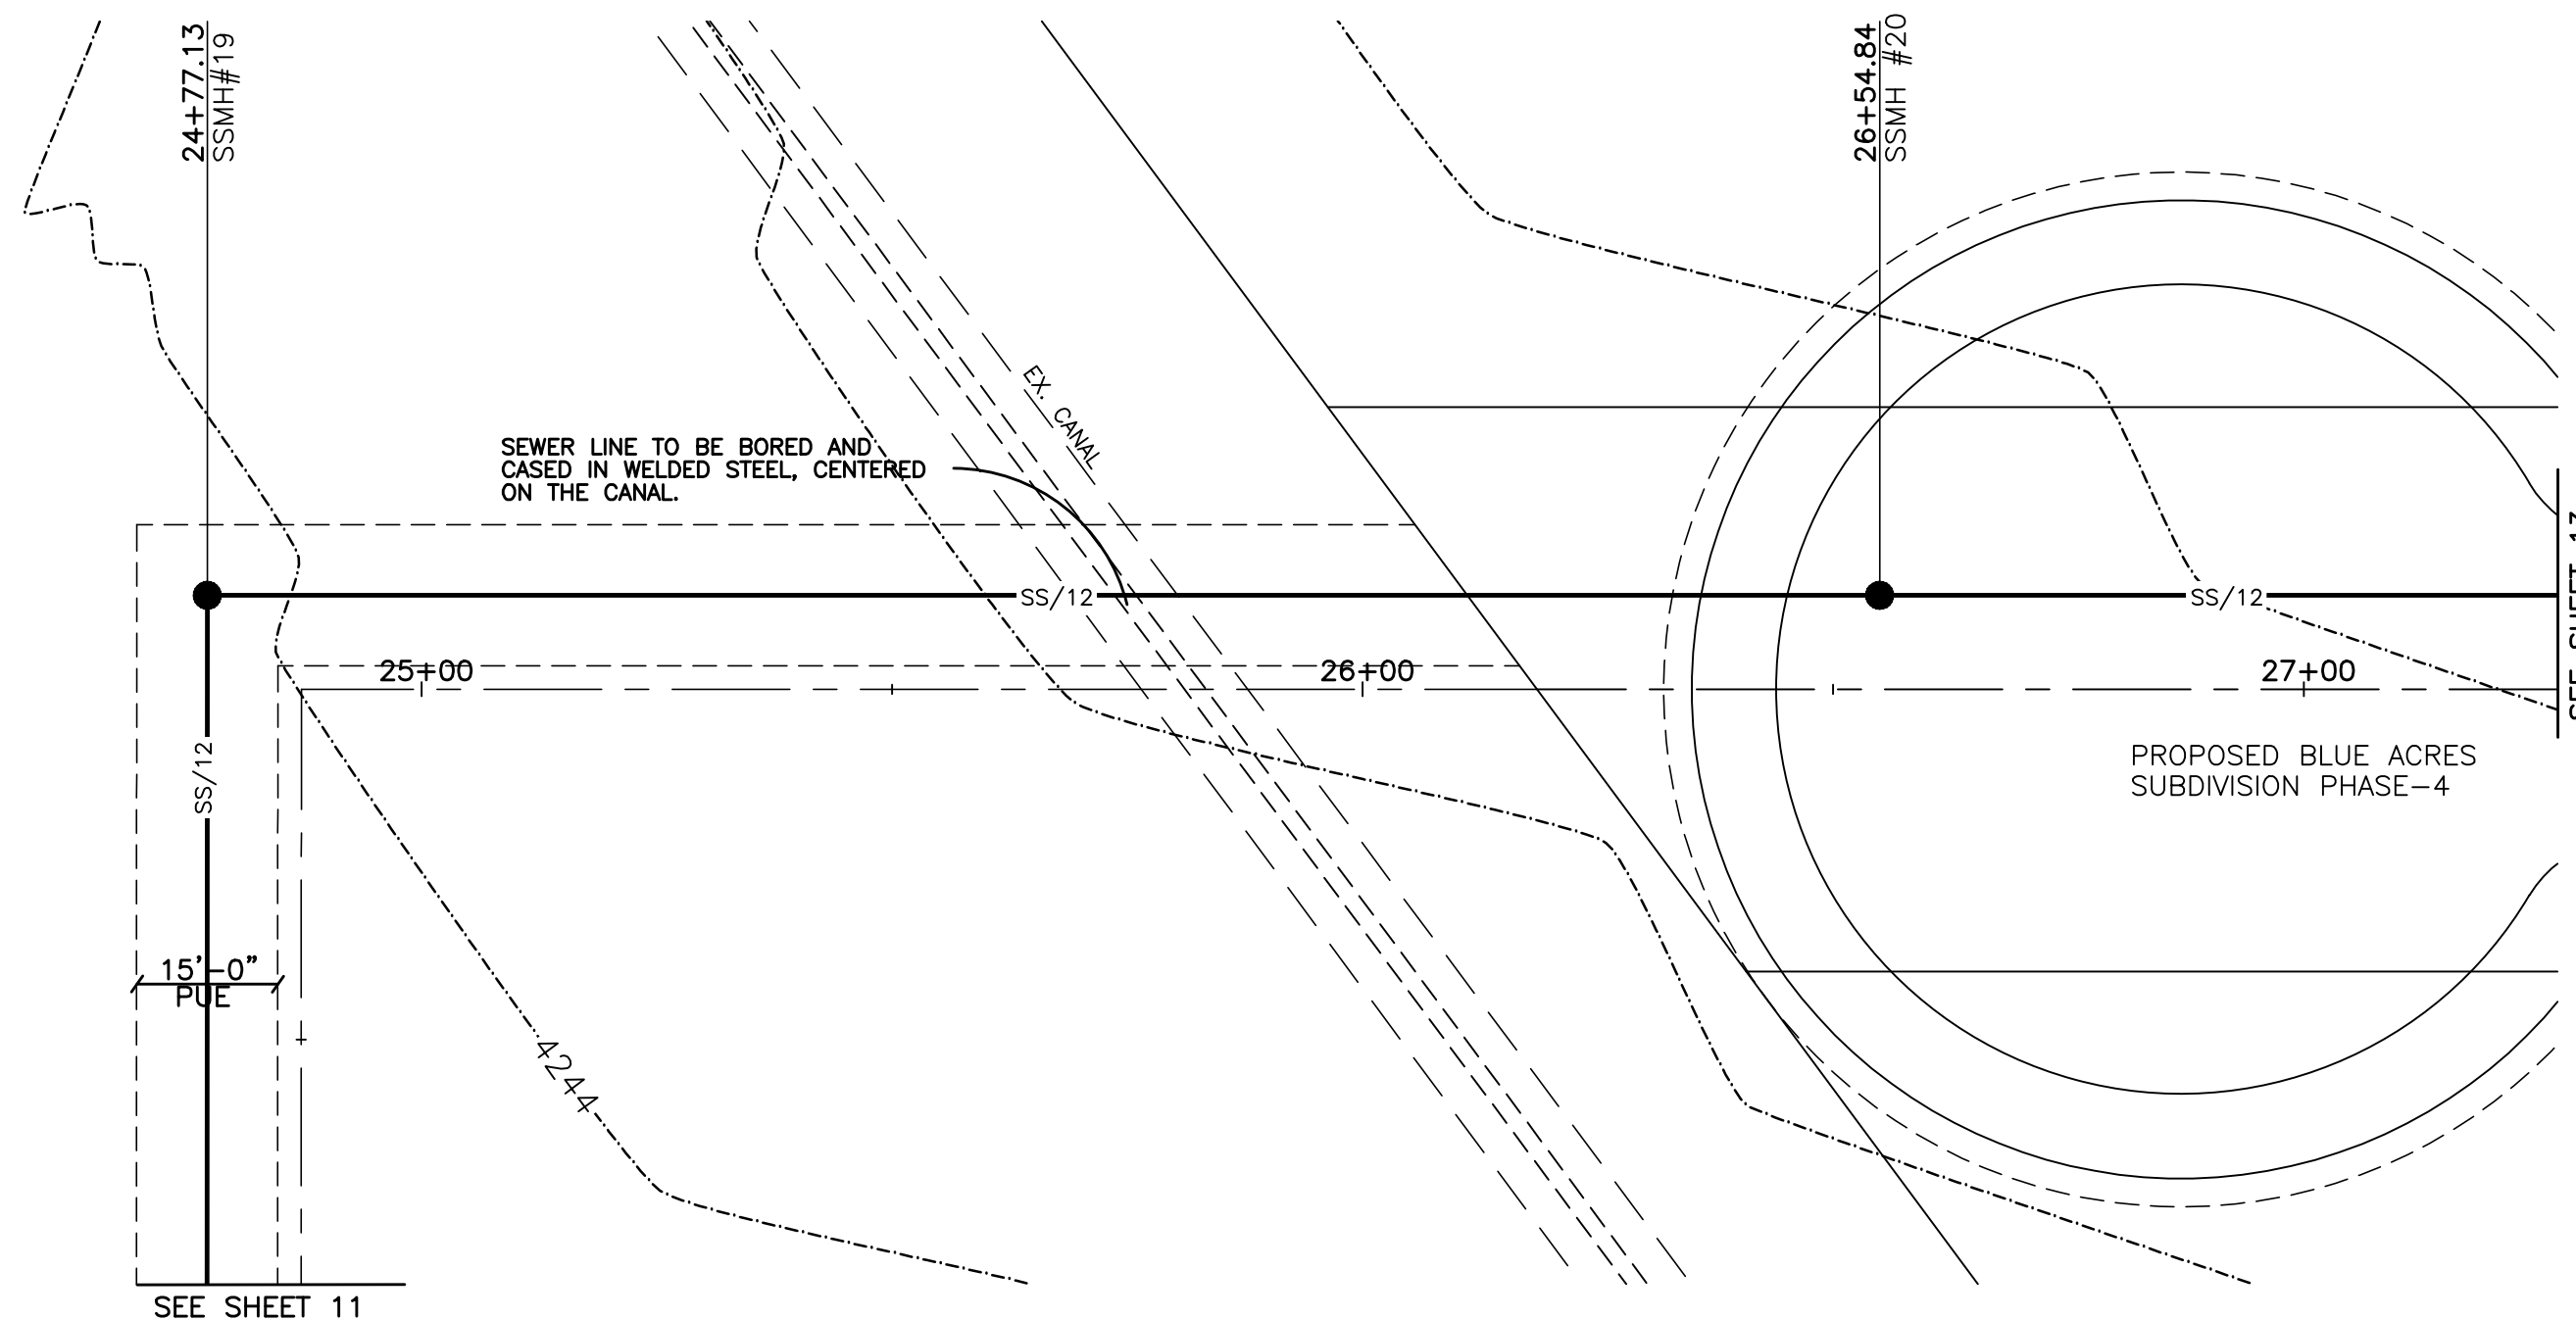 24+77.13
SSMH#19
26+54.84
SSMH #20
EX. CANAL
SEWER LINE TO BE BORED AND
CASED IN WELDED STEEL, CENTERED
ON THE CANAL.
SS/12
SS/12
25+00
26+00
27+00
SS/12
PROPOSED BLUE ACRES
SUBDIVISION PHASE-4
15'-0"
PUE
424
SEE SHEET 11